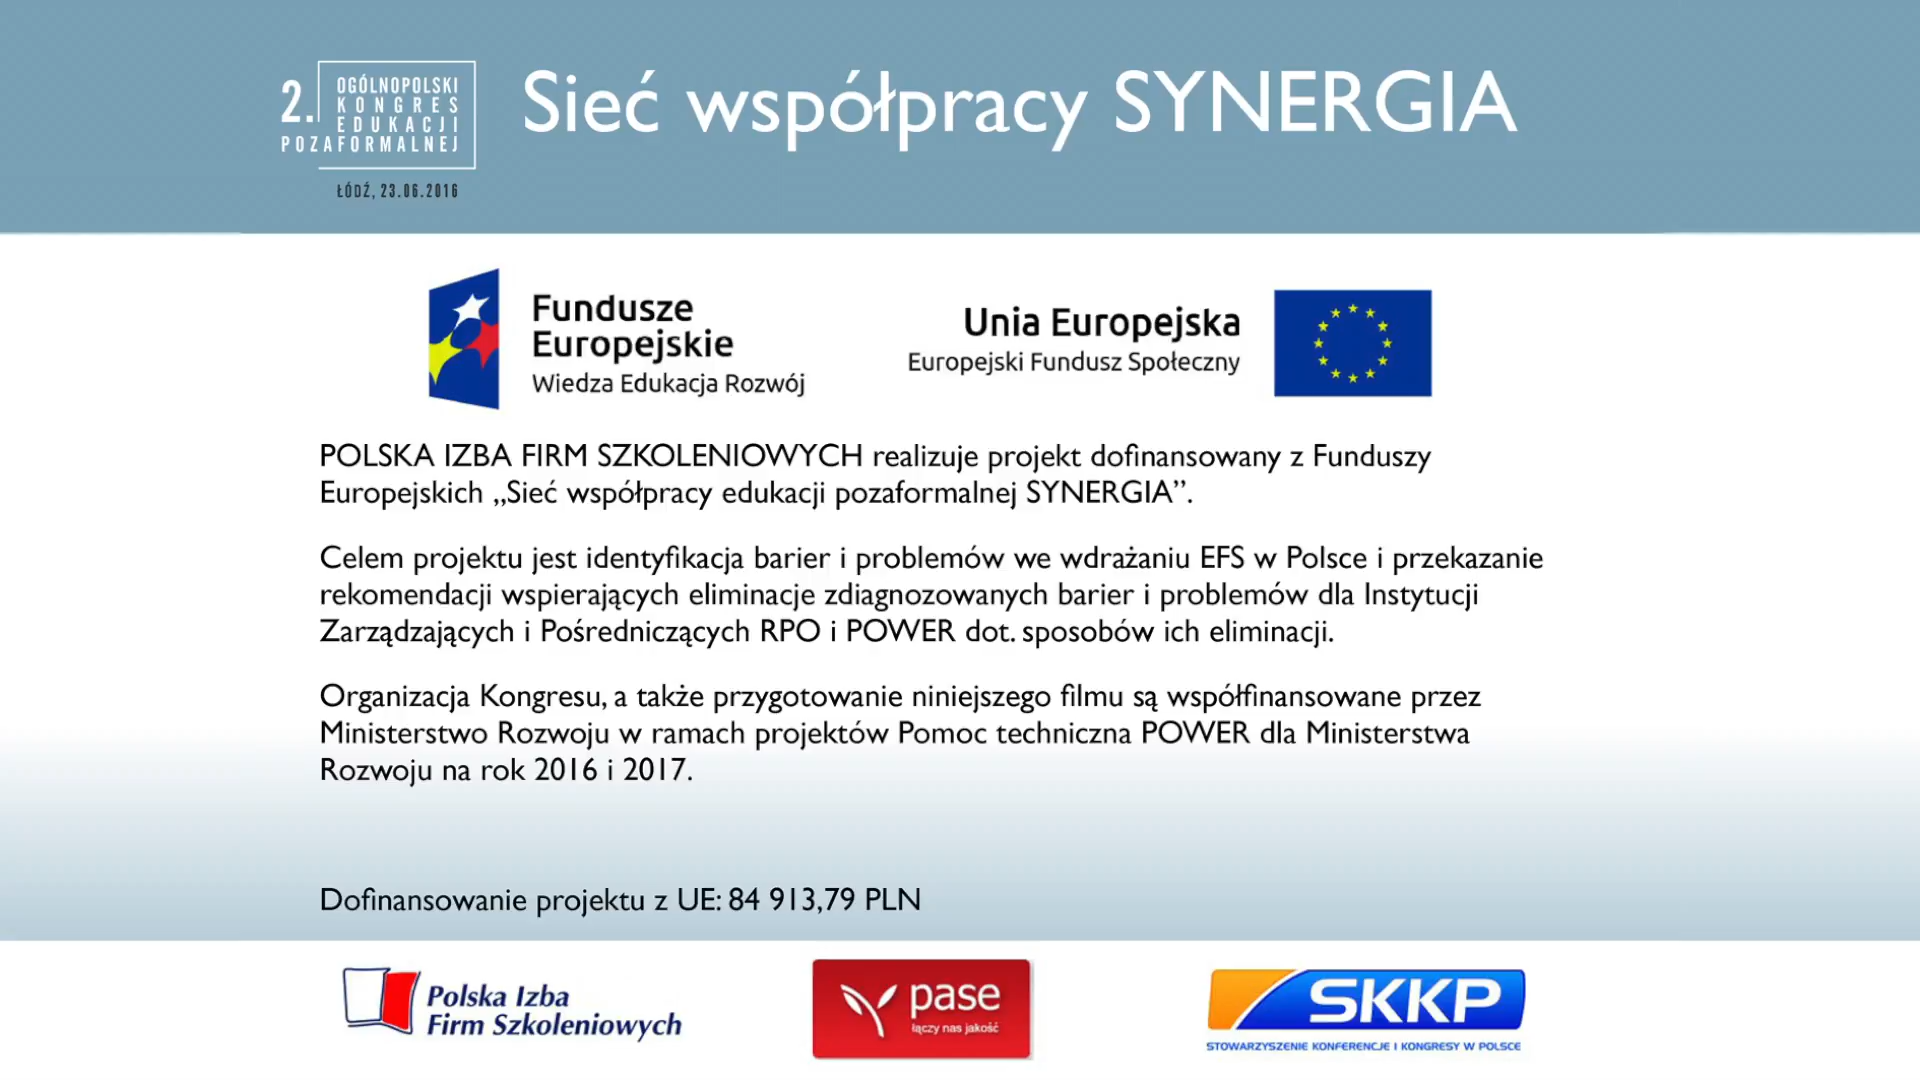 2. OGÓLNOPOLSKI
KONGRES
EDUKACJI
POZAFORMALNEJ
ŁÓDŹ, 23.06.2016
Sieć współpracy SYNERGIA
Fundusze
Europejskie
Wiedza Edukacja Rozwój
Unia Europejska
Europejski Fundusz Społeczny
POLSKA IZBA FIRM SZKOLENIOWYCH realizuje projekt dofinansowany z Funduszy
Europejskich „Sieć współpracy edukacji pozaformalnej SYNERGIA”.
Celem projektu jest identyfikacja barier i problemów we wdrażaniu EFS w Polsce i przekazanie
rekomendacji wspierających eliminacje zdiagnozowanych barier i problemów dla Instytucji
Zarządzających i Pośredniczących RPO i POWER dot. sposobów ich eliminacji.
Organizacja Kongresu, a także przygotowanie niniejszego filmu są współfinansowane przez
Ministerstwo Rozwoju w ramach projektów Pomoc techniczna POWER dla Ministerstwa
Rozwoju na rok 2016 i 2017.
Dofinansowanie projektu z UE: 84 913,79 PLN
Polska Izba
Firm Szkoleniowych
pase
łączy nas jakość
SKKP
STOWARZYSZENIE KONFERENCJE I KONGRESY W POLSCE